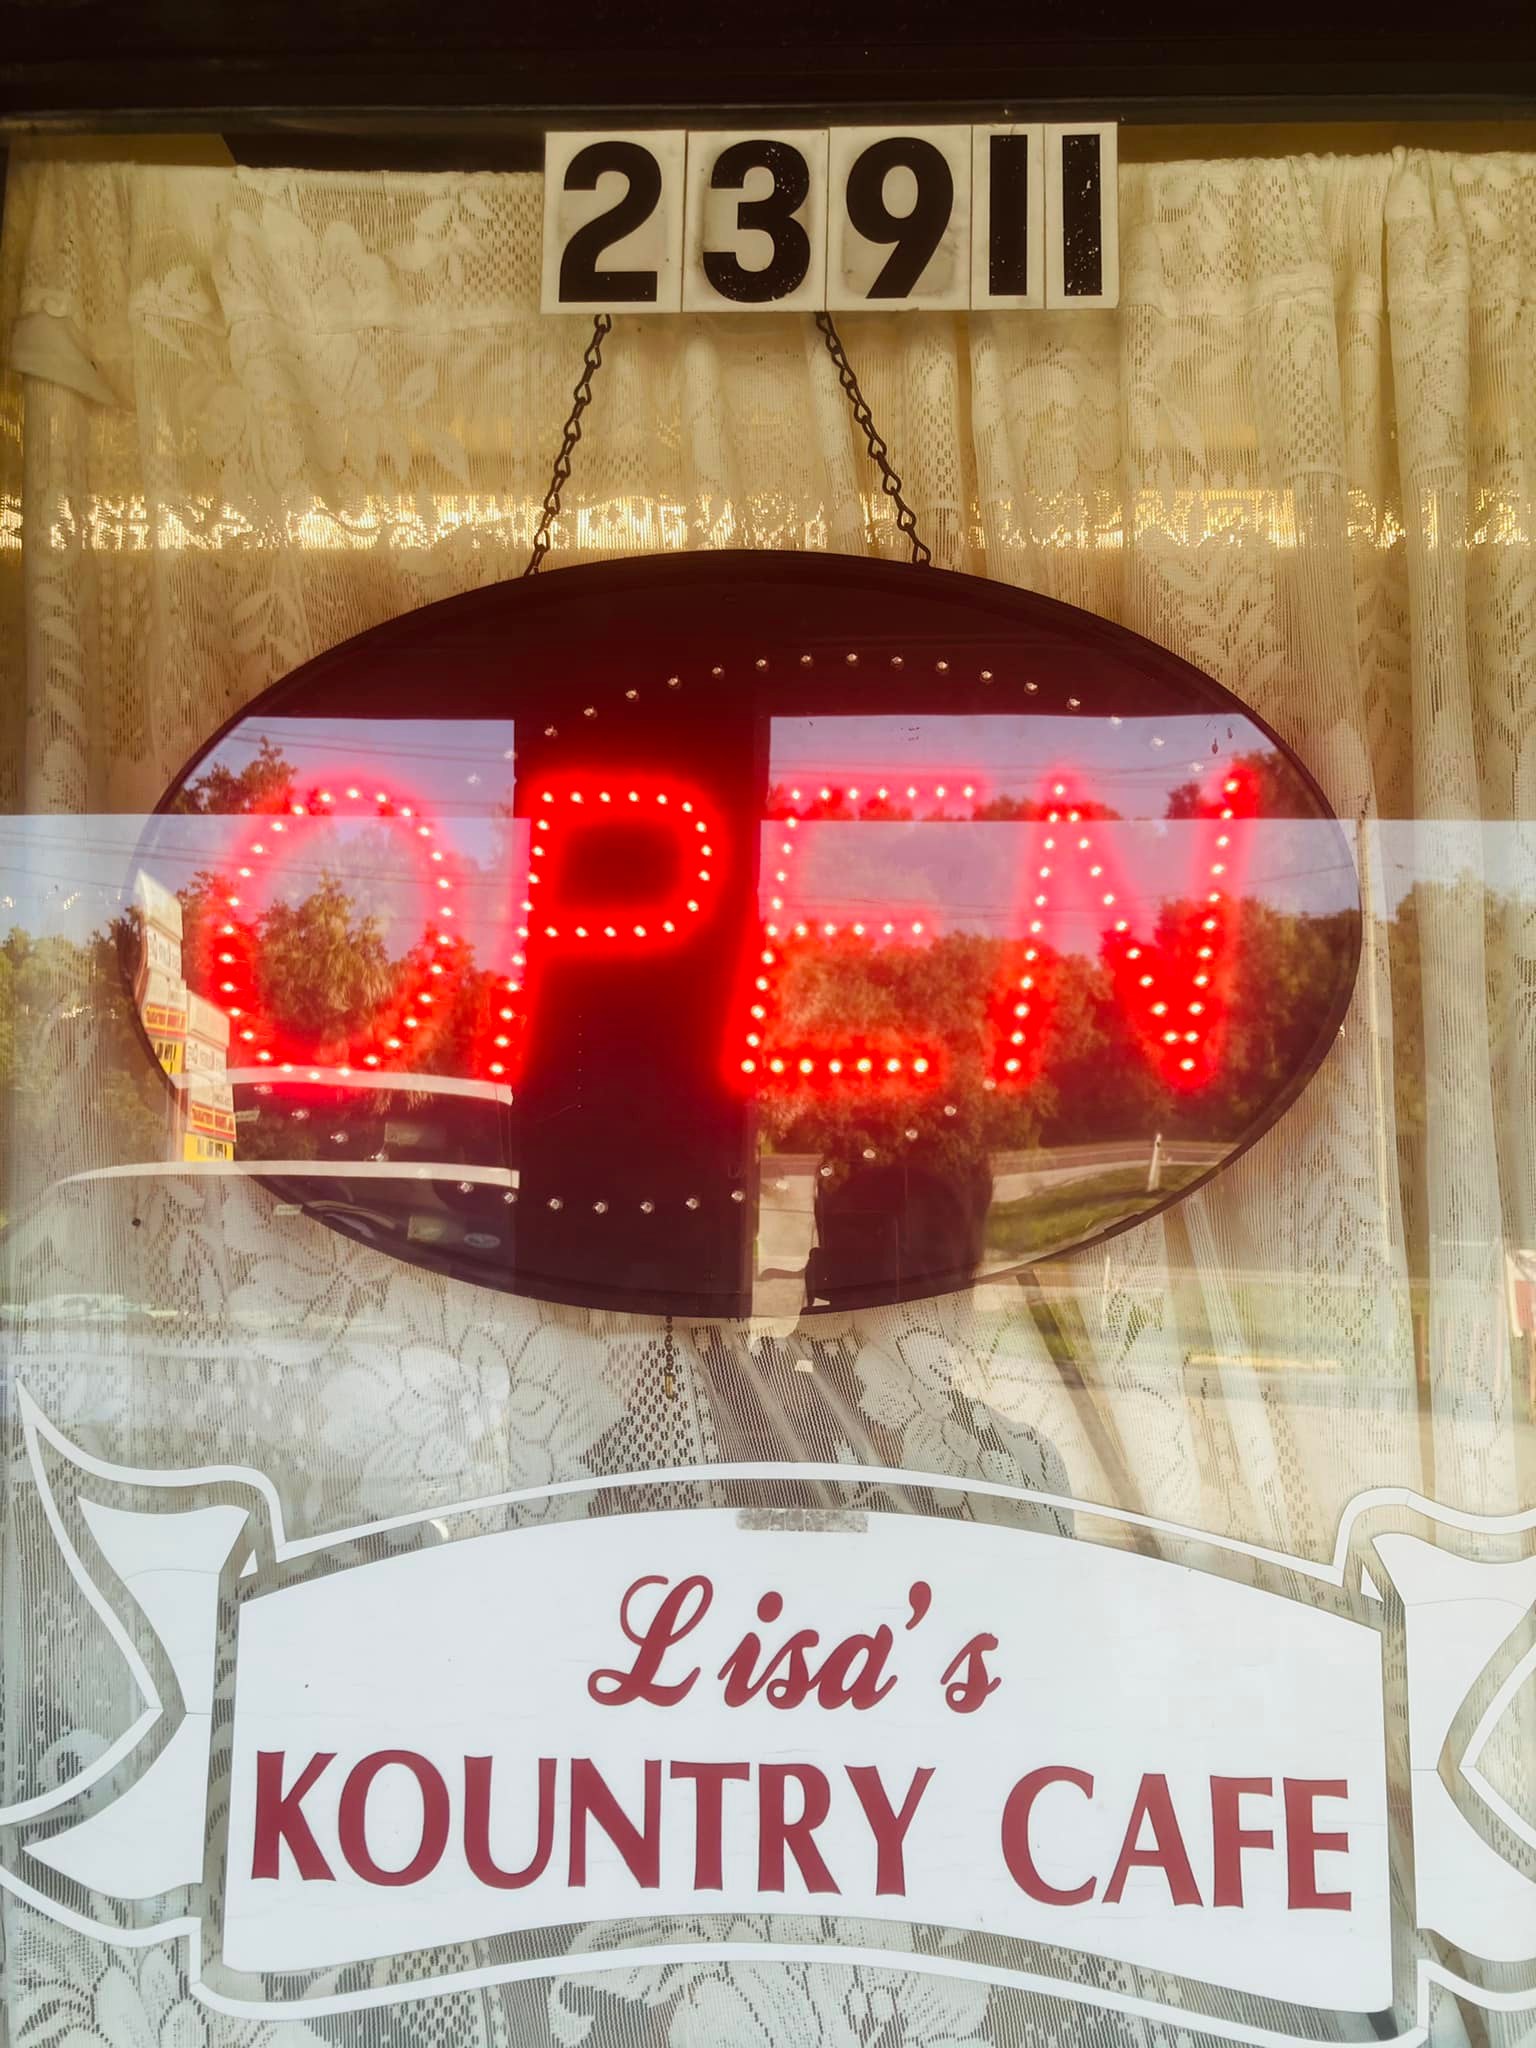 23911
OPEN
Lisa's
KOUNTRY CAFE